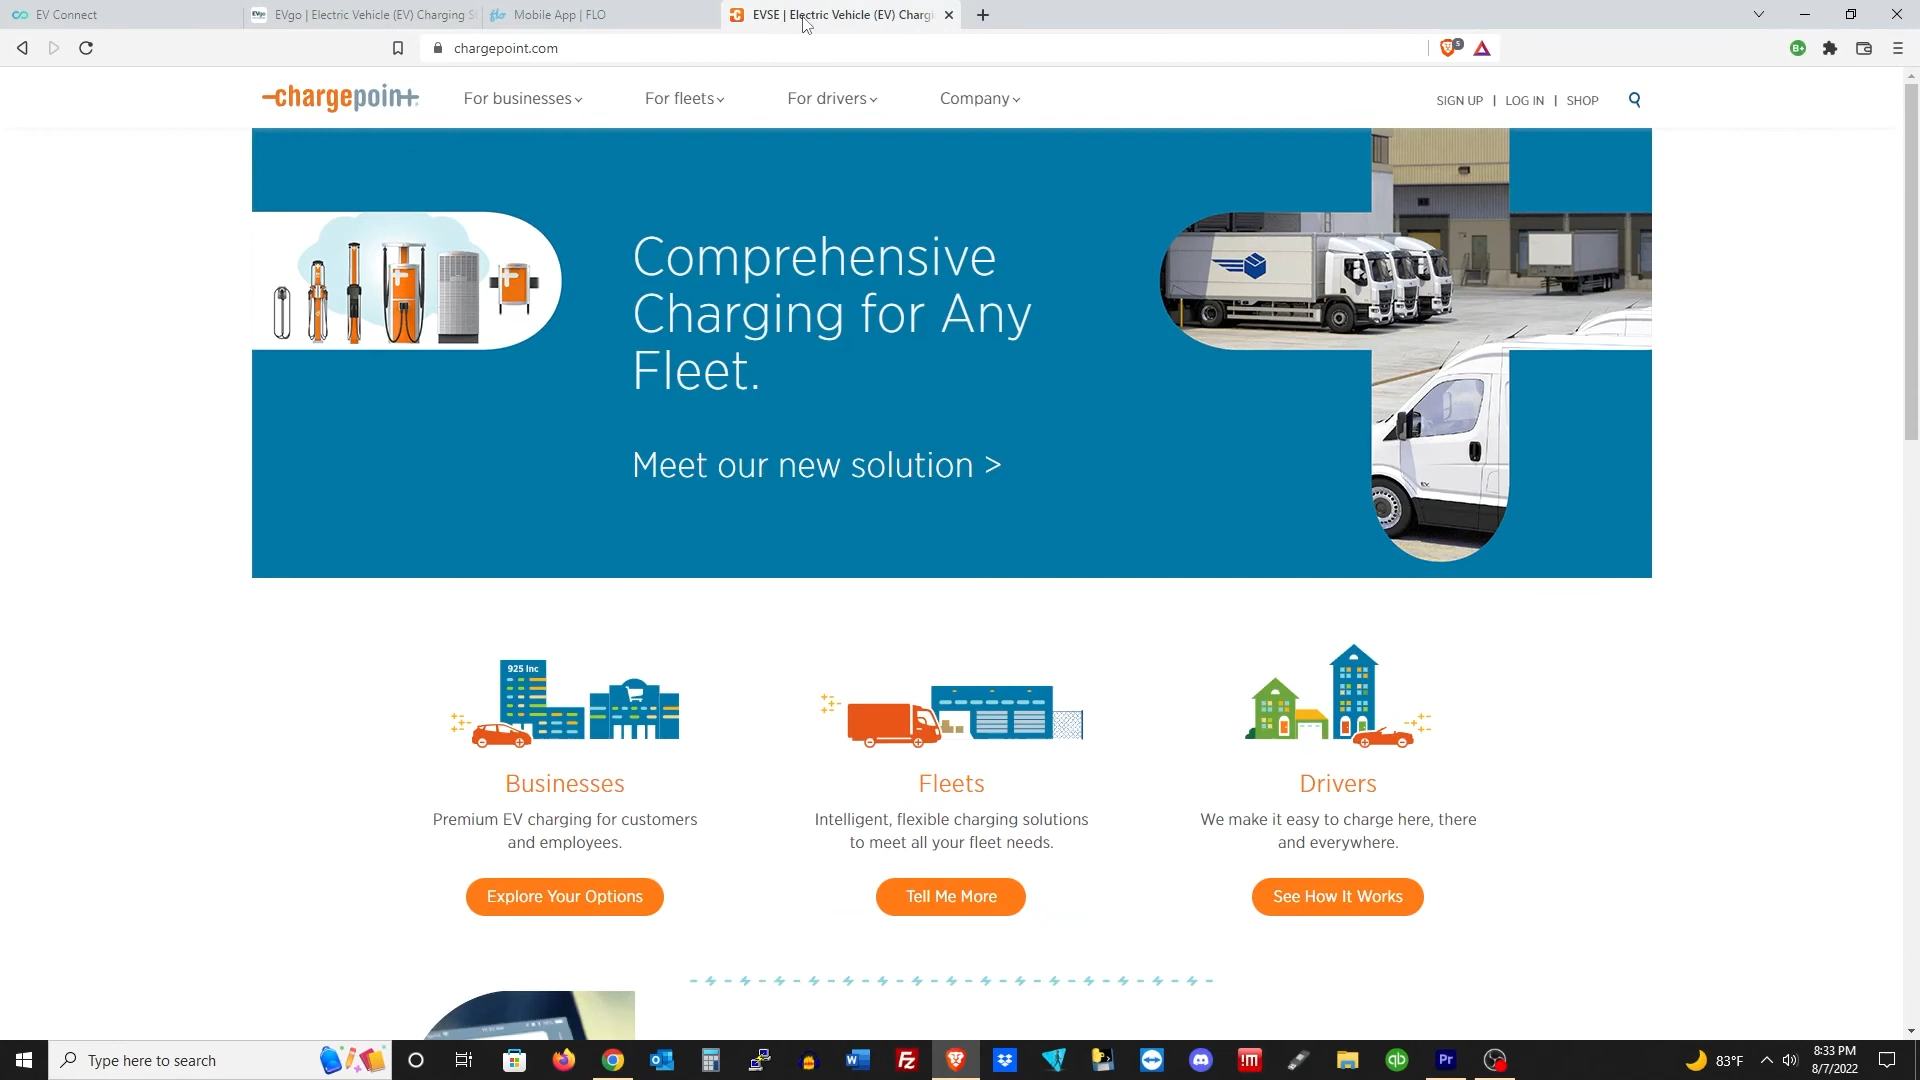 EV Connect
EVgo | Electric Vehicle (EV) Charging S
Mobile App | FLO
EVSE | Electric Vehicle (EV) Chargi
chargepoint.com
5
B+
chargepoint
For businesses
For fleets
For drivers
Company
SIGN UP | LOG IN | SHOP
Comprehensive
Charging for Any
Fleet.
Meet our new solution >
925 Inc
Businesses
Premium EV charging for customers
and employees.
Explore Your Options
Fleets
Intelligent, flexible charging solutions
to meet all your fleet needs.
Tell Me More
Drivers
We make it easy to charge here, there
and everywhere.
See How It Works
Type here to search
83°F
8:33 PM
8/7/2022